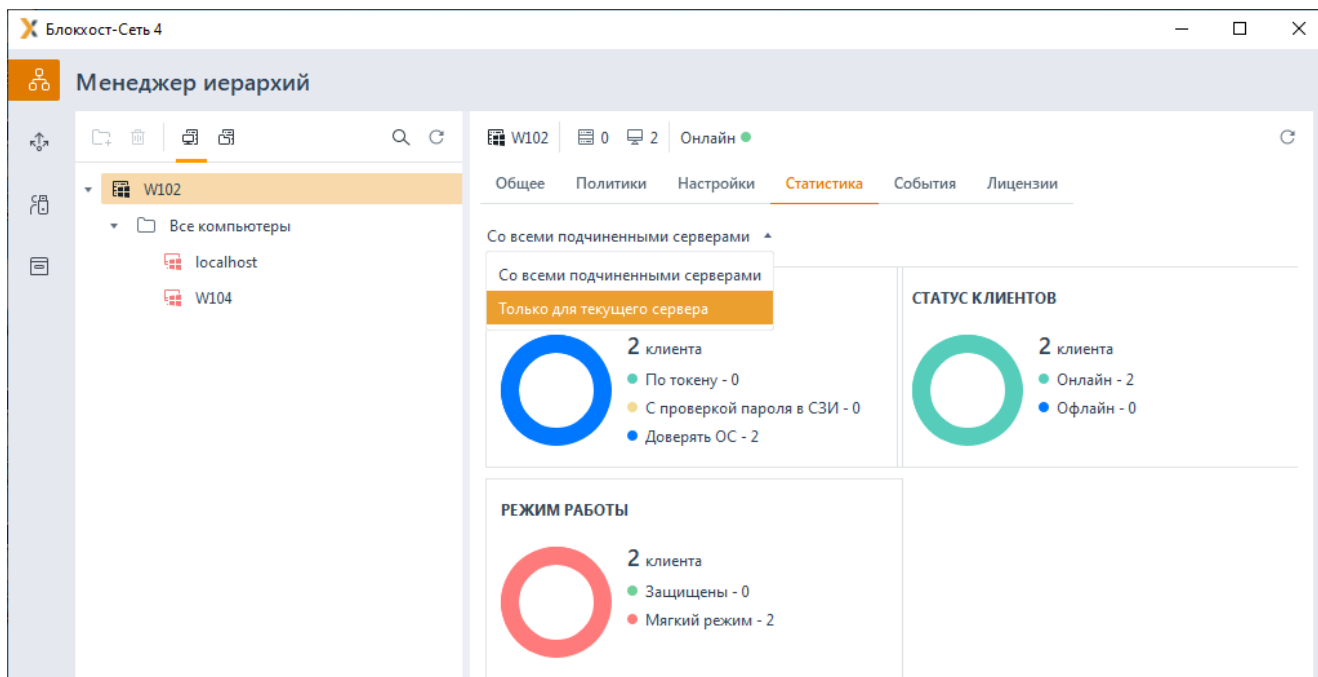 Блокхост-Сеть 4
Менеджер иерархий
W102
Все компьютеры
localhost
W104
W102 0 2 Онлайн
Общее Политики Настройки Статистика События Лицензии
Со всеми подчиненными серверами
Со всеми подчиненными серверами
Только для текущего сервера
2 клиента
По токену - 0
С проверкой пароля в СЗИ - 0
Доверять ОС - 2
СТАТУС КЛИЕНТОВ
2 клиента
Онлайн - 2
Офлайн - 0
РЕЖИМ РАБОТЫ
2 клиента
Защищены - 0
Мягкий режим - 2